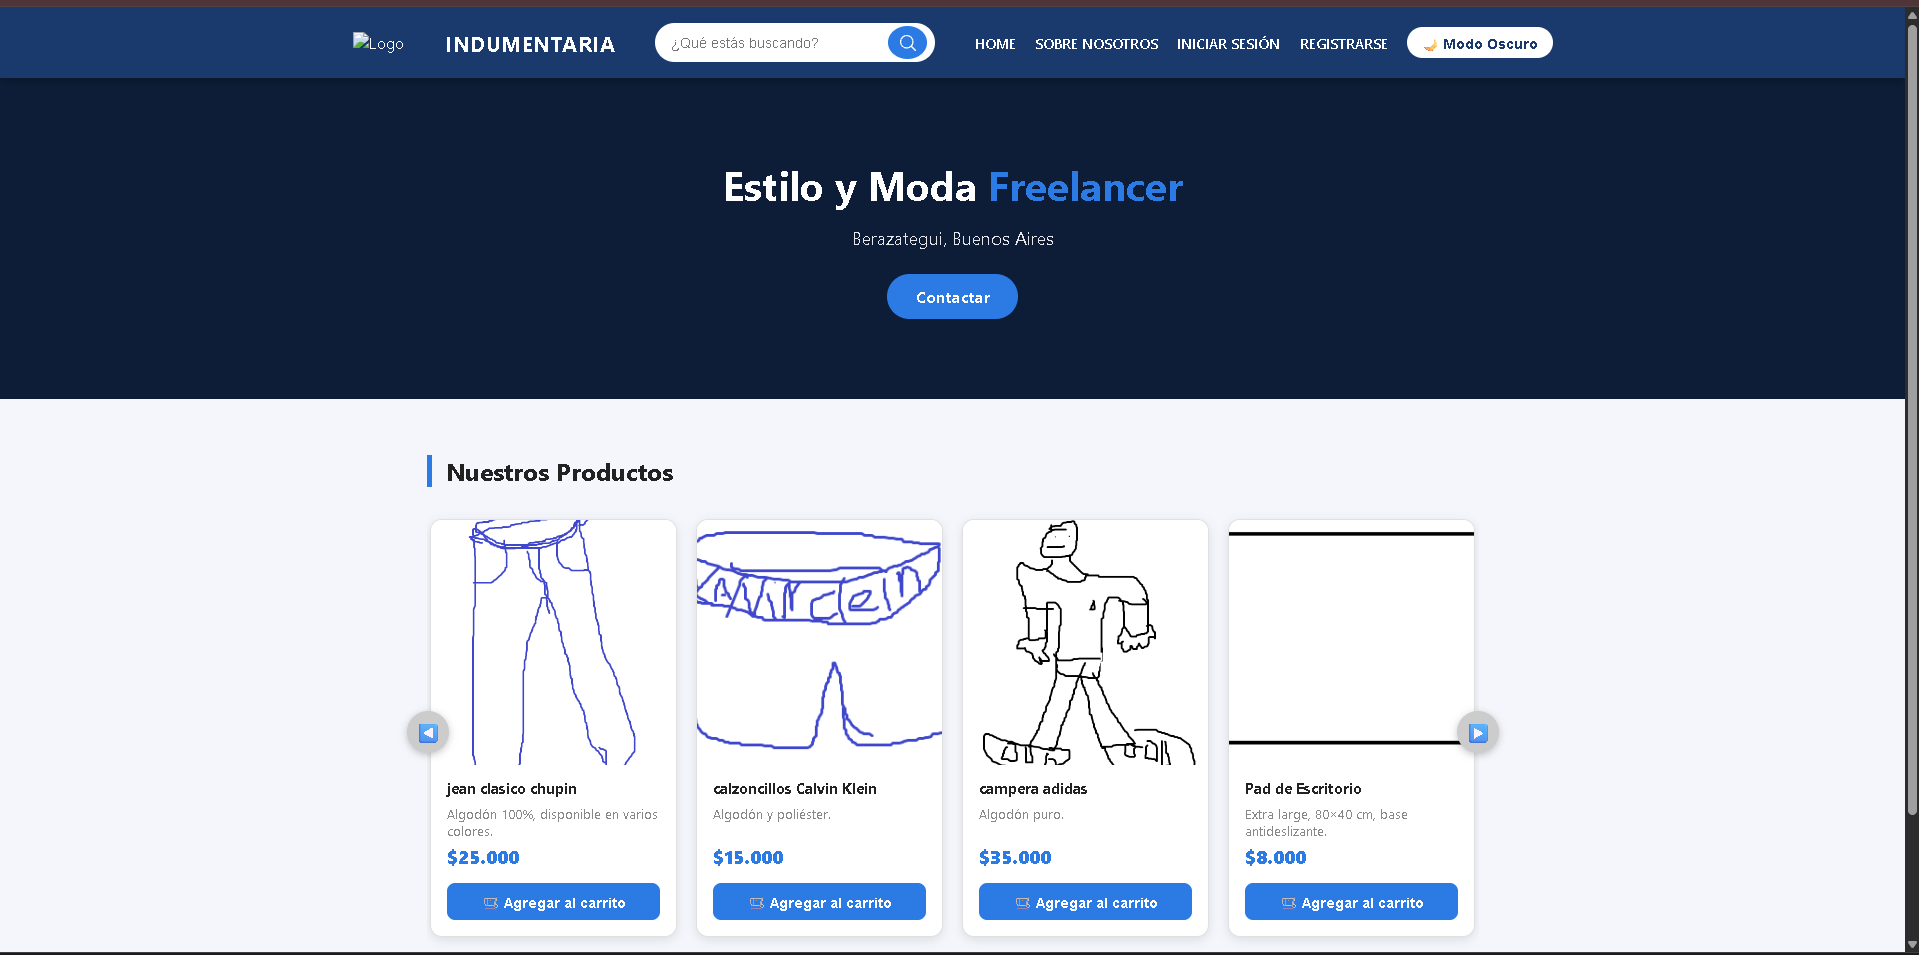 Logo
INDUMENTARIA
¿Qué estás buscando?
HOME
SOBRE NOSOTROS
INICIAR SESIÓN
REGISTRARSE
Modo Oscuro
Estilo y Moda Freelancer
Berazategui, Buenos Aires
Contactar
Nuestros Productos
jean clasico chupin
Algodón 100%, disponible en varios
colores.
$25.000
Agregar al carrito
calzoncillos Calvin Klein
Algodón y poliéster.
$15.000
Agregar al carrito
campera adidas
Algodón puro.
$35.000
Agregar al carrito
Pad de Escritorio
Extra large, 80×40 cm, base
antideslizante.
$8.000
Agregar al carrito